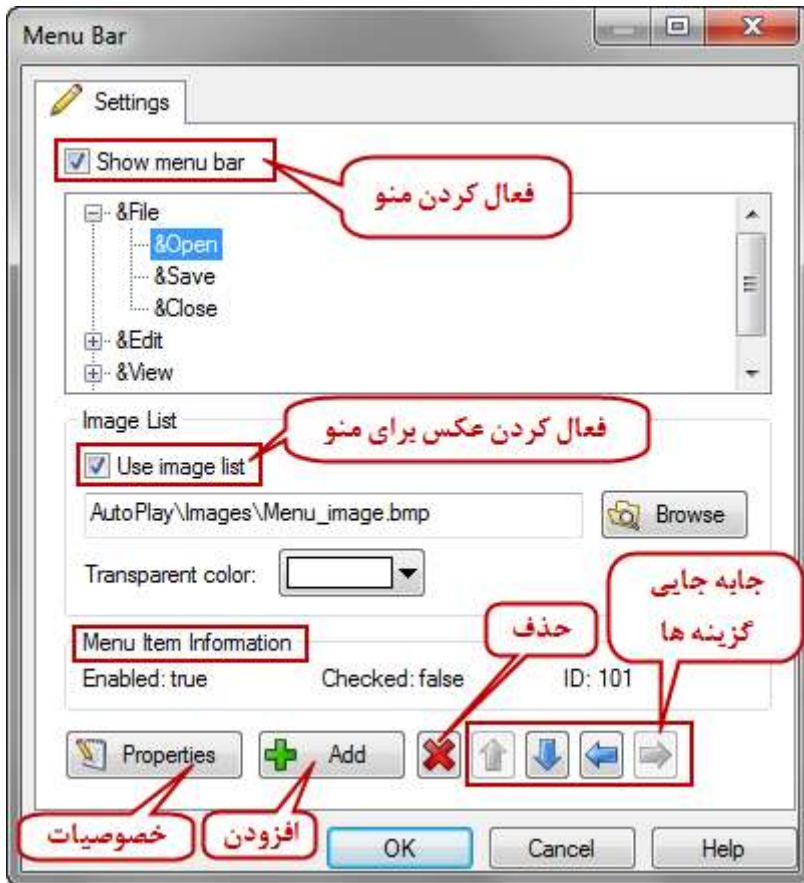 Menu Bar
Settings
Show menu bar
فعال کردن منو
&File
&Open
&Save
&Close
&Edit
&View
Image List
فعال کردن عکس برای منو
Use image list
AutoPlay\Images\Menu_image.bmp
Browse
Transparent color:
جابه جایی
گزینه ها
حذف
Menu Item Information
Enabled: true Checked: false ID: 101
Properties Add
خصوصیات
افزودن
OK Cancel Help